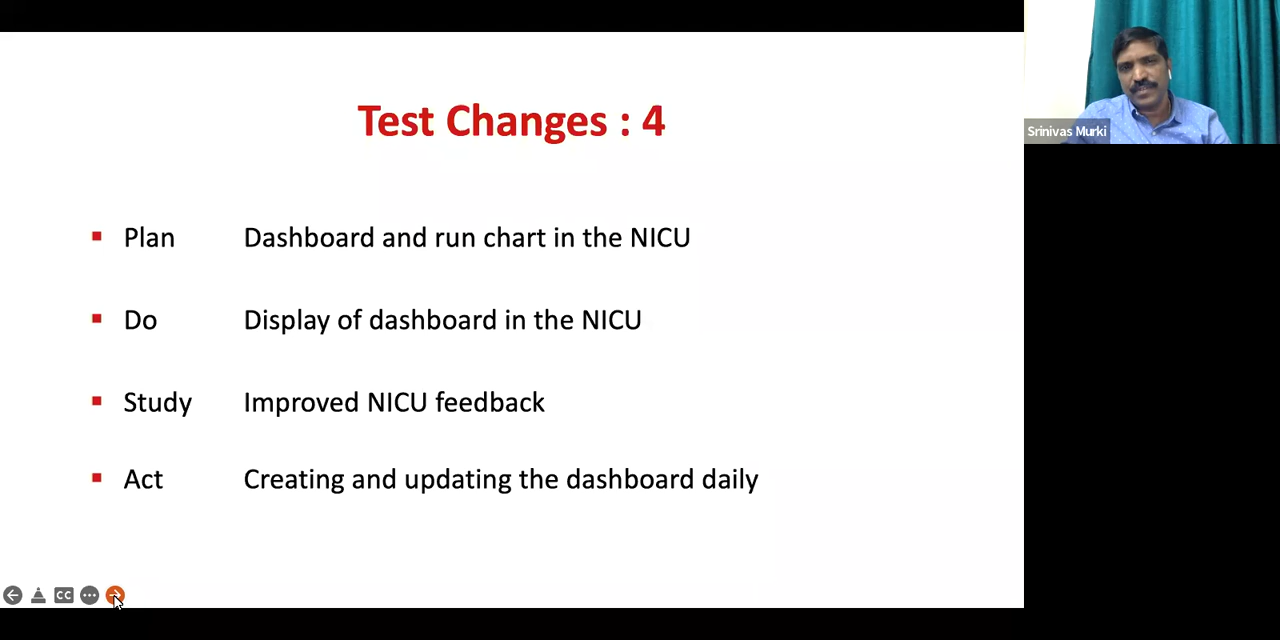 Test Changes : 4
Srinivas Murki
▪ Plan Dashboard and run chart in the NICU
▪ Do Display of dashboard in the NICU
▪ Study Improved NICU feedback
▪ Act Creating and updating the dashboard daily
CC